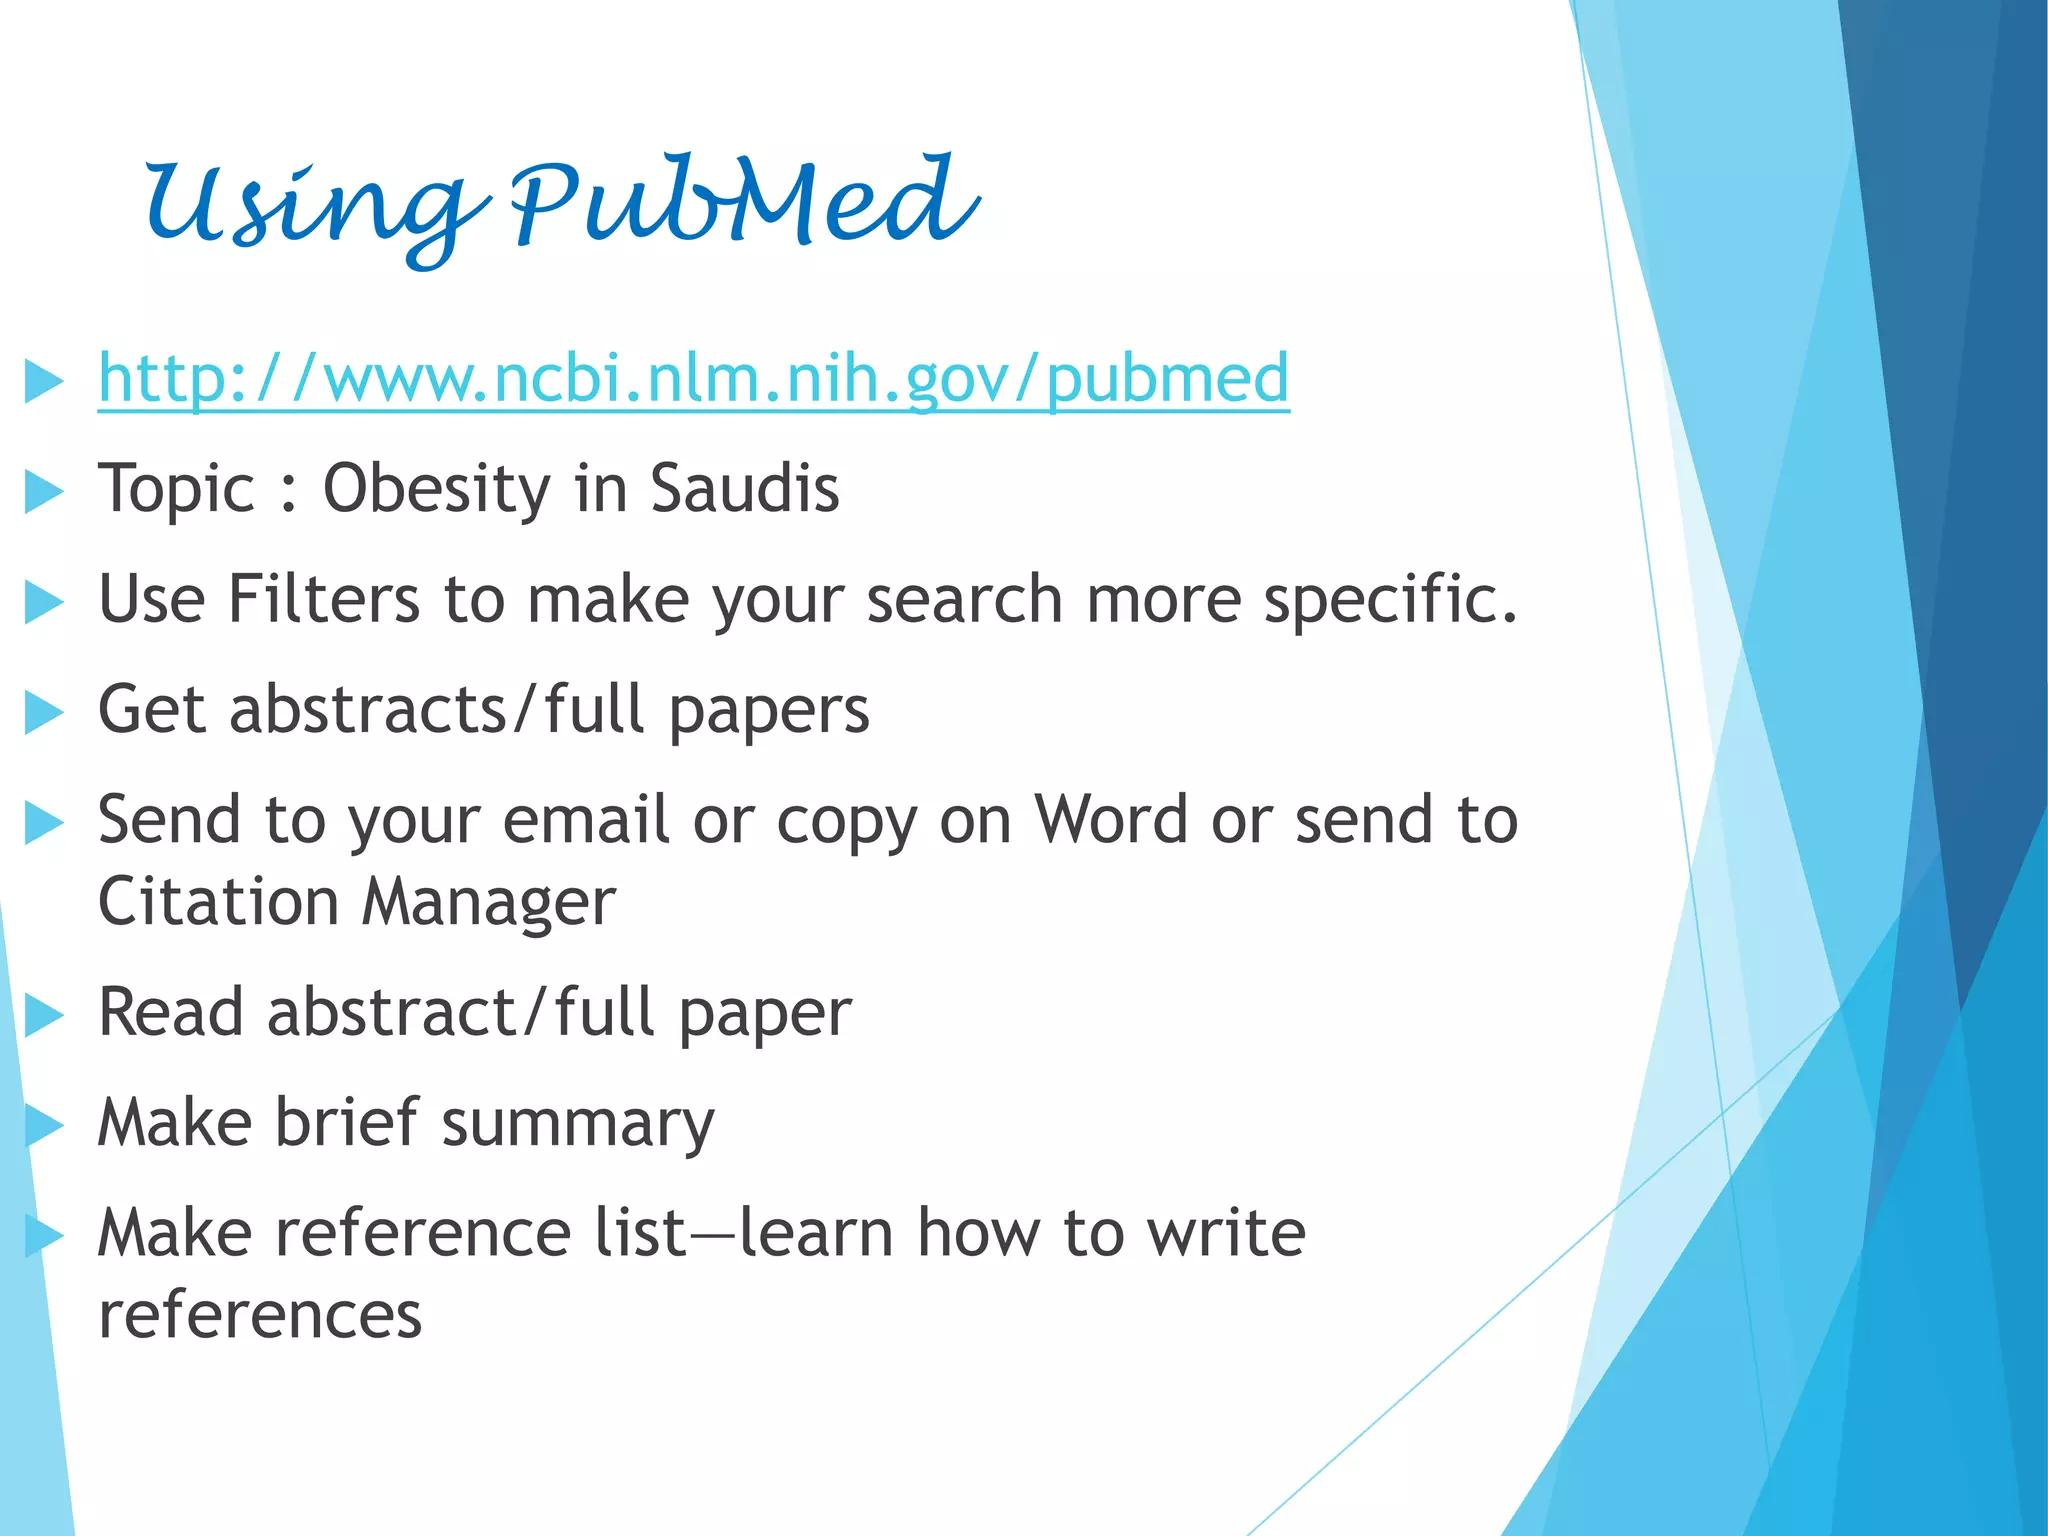 Using PubMed
http://www.ncbi.nlm.nih.gov/pubmed
Topic : Obesity in Saudis
Use Filters to make your search more specific.
Get abstracts/full papers
Send to your email or copy on Word or send to
Citation Manager
Read abstract/full paper
Make brief summary
Make reference list—learn how to write
references